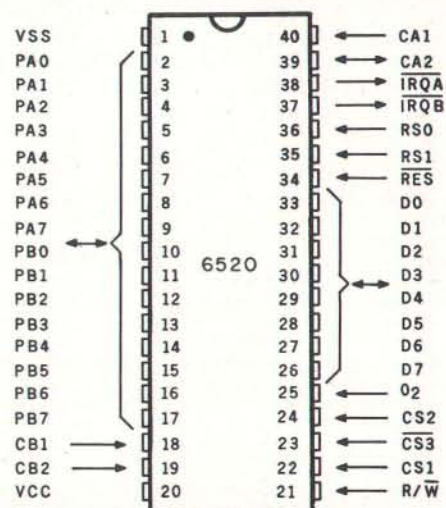 VSS 1 40 CA1
PA0 2 39 CA2
PA1 3 38 I̅R̅Q̅A̅
PA2 4 37 I̅R̅Q̅B̅
PA3 5 36 RS0
PA4 6 35 RS1
PA5 7 34 R̅E̅S̅
PA6 8 33 D0
PA7 9 32 D1
PB0 10 31 D2
6520
PB1 11 30 D3
PB2 12 29 D4
PB3 13 28 D5
PB4 14 27 D6
PB5 15 26 D7
PB6 16 25 02
PB7 17 24 CS2
CB1 18 23 C̅S̅3̅
CB2 19 22 CS1
VCC 20 21 R/W̅